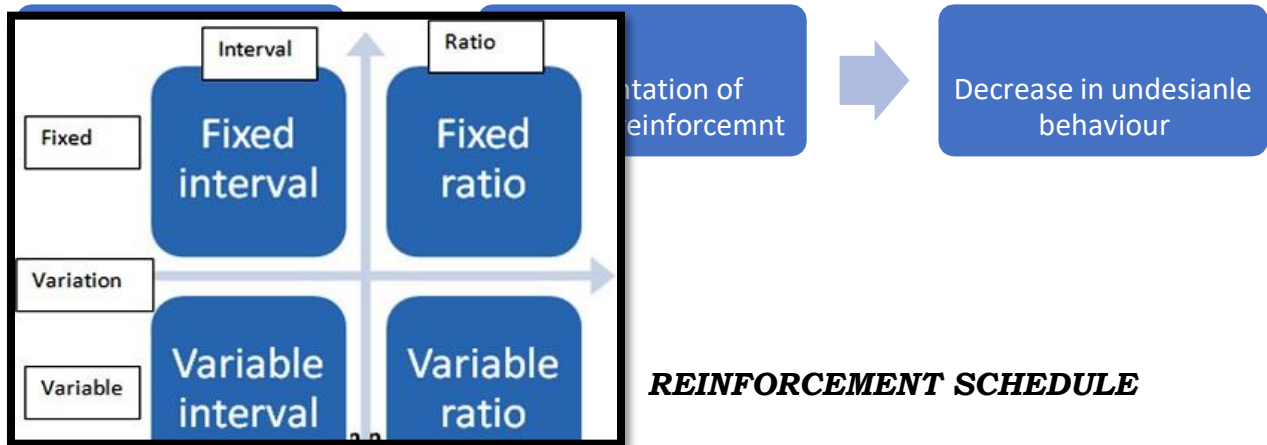 Interval
Ratio
Fixed
Fixed
interval
Fixed
ratio
Variation
Variable
Variable
interval
Variable
ratio
ntation of
einforcemnt
Decrease in undesianle
behaviour
REINFORCEMENT SCHEDULE